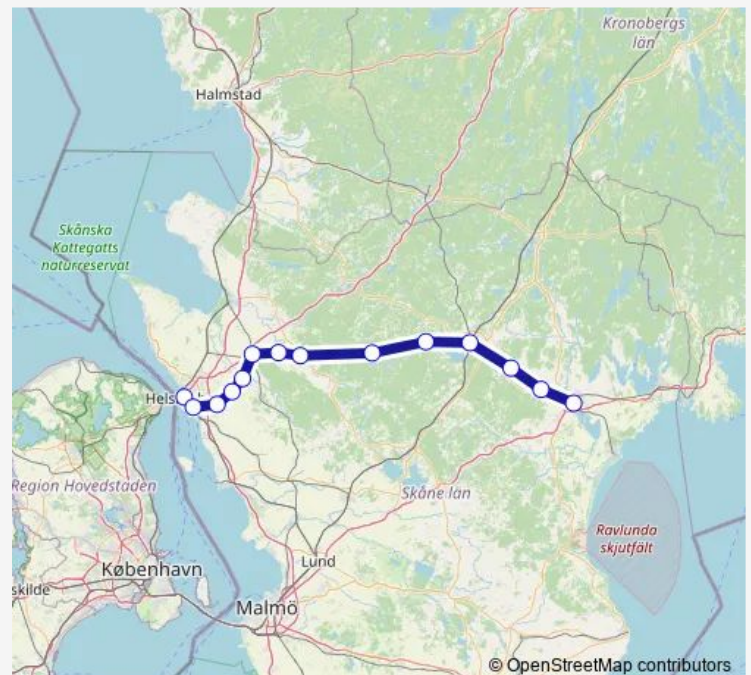 Kronobergs
län
Halmstad
Skånska
Kattegatts
naturreservat
Hels
Region Hovedstaden
Skåne län
Ravlunda
skjutfält
København
skilde
Lund
Malmö
© OpenStreetMap contributors